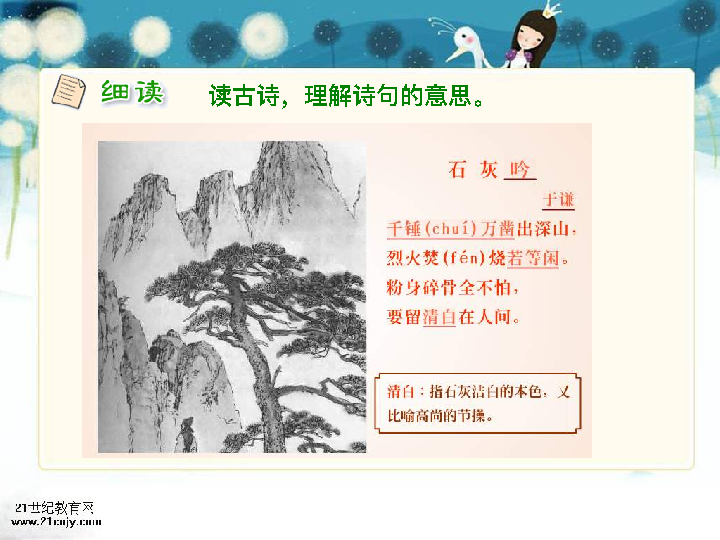 细读 读古诗，理解诗句的意思。
石灰吟
于谦
千锤(chuí)万凿出深山，
烈火焚(fén)烧若等闲。
粉身碎骨全不怕，
要留清白在人间。
清白：指石灰洁白的本色，又
比喻高尚的节操。
21世纪教育网
www.21cnjy.com